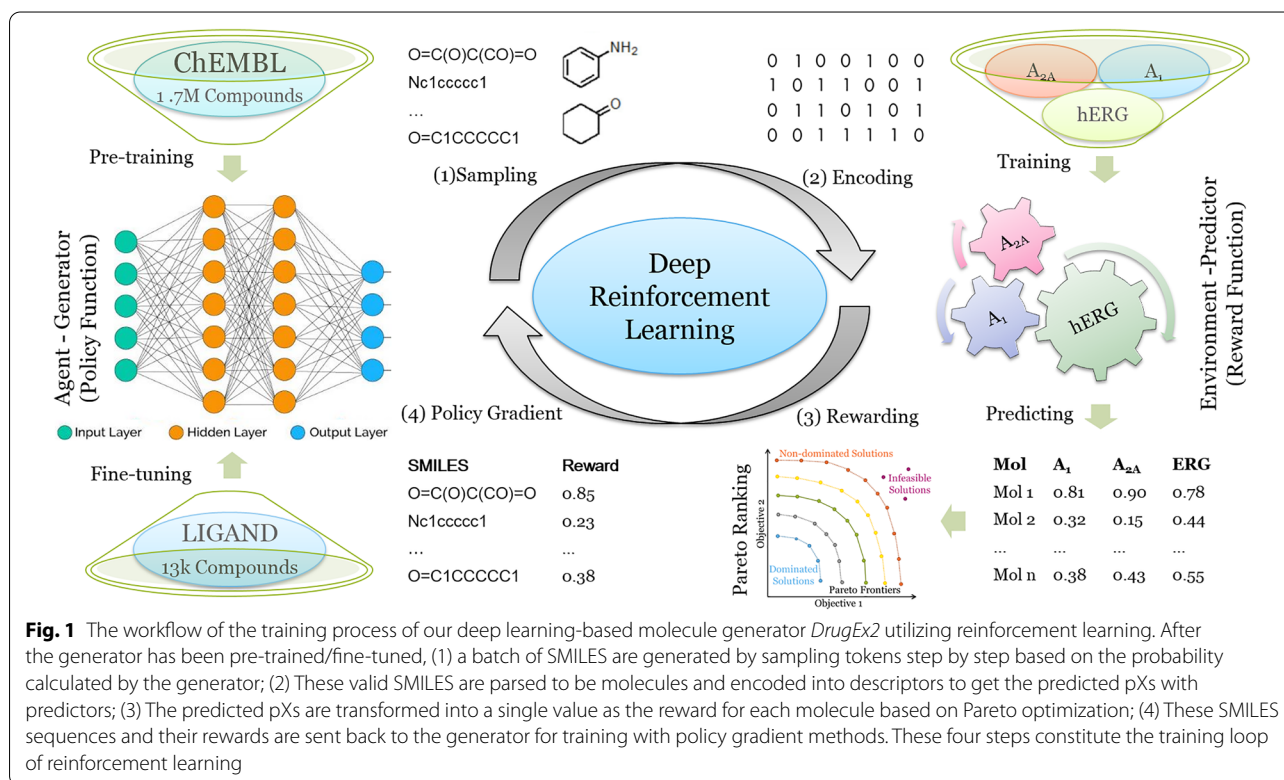 ChEMBL
1 .7M Compounds
Pre-training
Agent - Generator
(Policy Function)
Input Layer
Hidden Layer
Output Layer
Fine-tuning
LIGAND
13k Compounds
O=C(O)C(CO)=O
Nc1ccccc1
...
O=C1CCCCC1
NH2
O
(1)Sampling
0 1 0 0 1 0 0
1 0 1 1 0 0 1
0 1 1 0 1 0 1
0 0 1 1 1 1 0
(2) Encoding
Deep
Reinforcement
Learning
(4) Policy Gradient
(3) Rewarding
SMILES Reward
O=C(O)C(CO)=O 0.85
Nc1ccccc1 0.23
... ...
O=C1CCCCC1 0.38
A2A
A1
hERG
Training
A2A
A1
hERG
Environment -Predictor
(Reward Function)
Predicting
Mol A1 A2A ERG
Mol 1 0.81 0.90 0.78
Mol 2 0.32 0.15 0.44
... ... ... ...
Mol n 0.38 0.43 0.55
Pareto Ranking
Objective 2
Non-dominated Solutions
Infeasible
Solutions
Dominated
Solutions
Pareto Frontiers
Objective 1
Fig. 1 The workflow of the training process of our deep learning-based molecule generator DrugEx2 utilizing reinforcement learning. After
the generator has been pre-trained/fine-tuned, (1) a batch of SMILES are generated by sampling tokens step by step based on the probability
calculated by the generator; (2) These valid SMILES are parsed to be molecules and encoded into descriptors to get the predicted pXs with
predictors; (3) The predicted pXs are transformed into a single value as the reward for each molecule based on Pareto optimization; (4) These SMILES
sequences and their rewards are sent back to the generator for training with policy gradient methods. These four steps constitute the training loop
of reinforcement learning